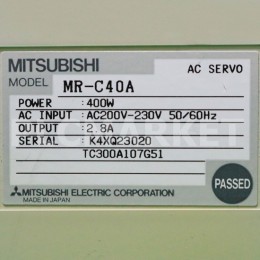 MITSUBISHI AC SERVO
MODEL MR-C40A
POWER :400W
AC INPUT :AC200V-230V 50/60Hz
OUTPUT :2.8A
SERIAL :K4XQ23020
TC300A107G51
MITSUBISHI ELECTRIC CORPORATION
MADE IN JAPAN
PASSED